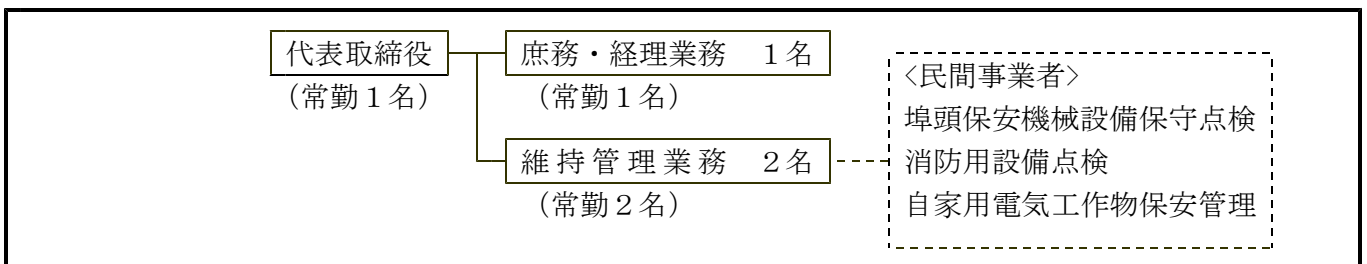 代表取締役
(常勤１名)
庶務・経理業務　１名
(常勤１名)
維持管理業務　２名
(常勤２名)
<民間事業者>
埠頭保安機械設備保守点検
消防用設備点検
自家用電気工作物保安管理